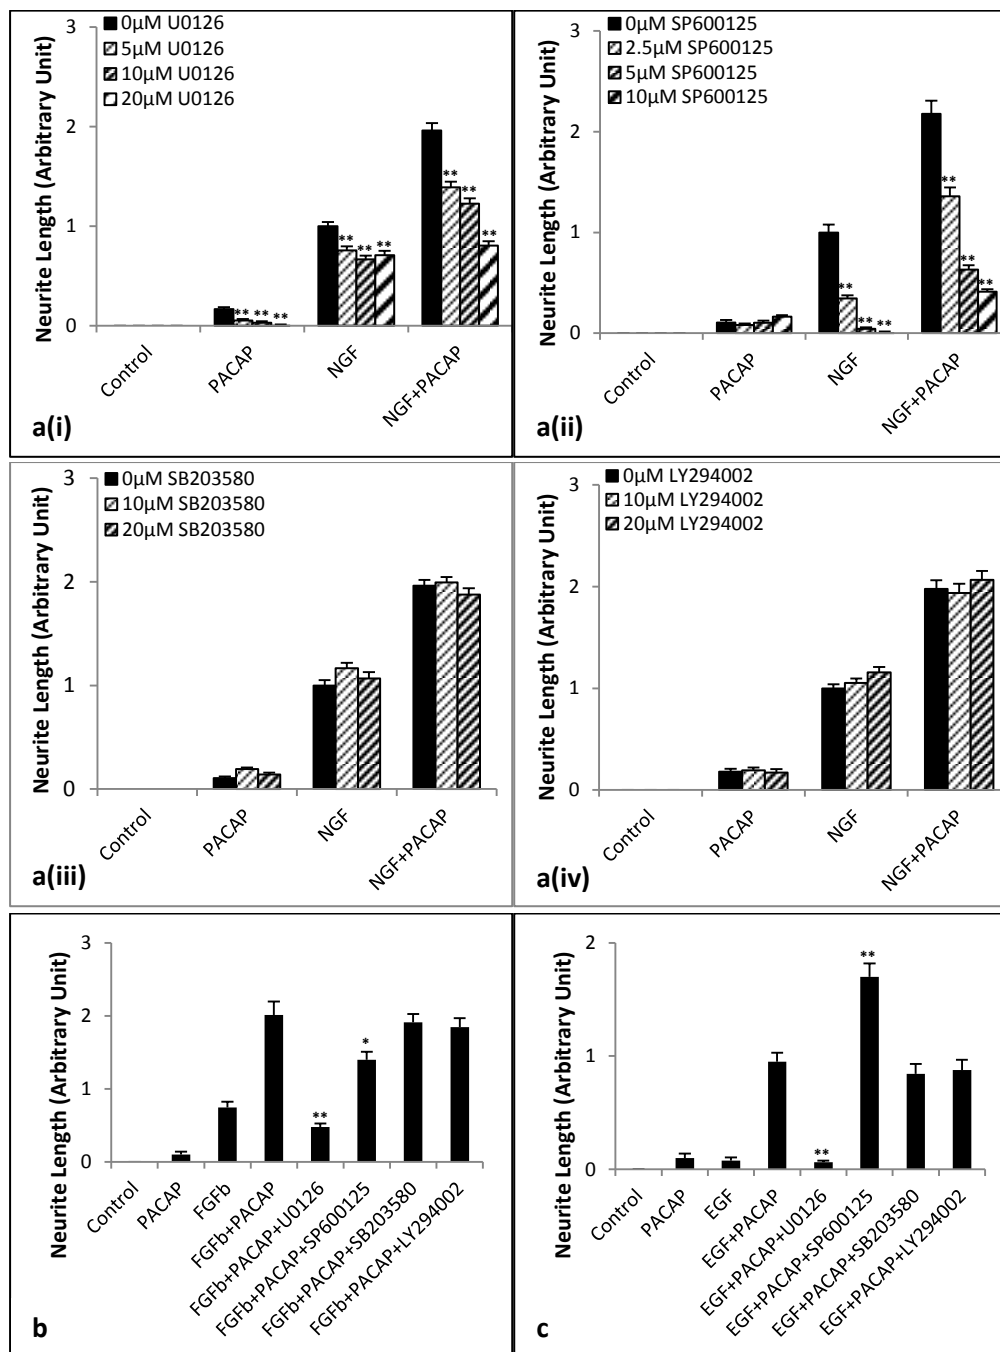 3
2
1
0
Neurite Length (Arbitrary Unit)
0μM U0126
5μM U0126
10μM U0126
20μM U0126
** ** **
** ** **
**
**
**
Control
PACAP
NGF
NGF+PACAP
a(i)
3
2
1
0
Neurite Length (Arbitrary Unit)
0μM SP600125
2.5μM SP600125
5μM SP600125
10μM SP600125
**
** **
**
**
**
Control
PACAP
NGF
NGF+PACAP
a(ii)
3
2
1
0
Neurite Length (Arbitrary Unit)
0μM SB203580
10μM SB203580
20μM SB203580
Control
PACAP
NGF
NGF+PACAP
a(iii)
3
2
1
0
Neurite Length (Arbitrary Unit)
0μM LY294002
10μM LY294002
20μM LY294002
Control
PACAP
NGF
NGF+PACAP
a(iv)
3
2
1
0
Neurite Length (Arbitrary Unit)
**
*
Control
PACAP
FGFb
FGFb+PACAP
FGFb+PACAP+U0126
FGFb+PACAP+SP600125
FGFb+PACAP+SB203580
FGFb+PACAP+LY294002
b
2
1
0
Neurite Length (Arbitrary Unit)
**
**
Control
PACAP
EGF
EGF+PACAP
EGF+PACAP+U0126
EGF+PACAP+SP600125
EGF+PACAP+SB203580
EGF+PACAP+LY294002
c